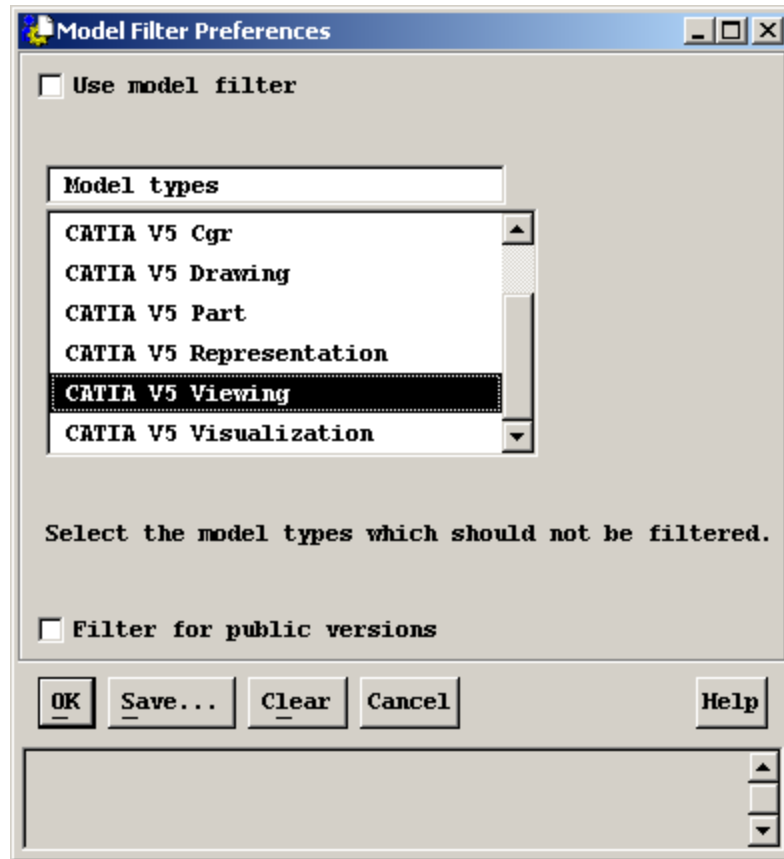 Model Filter Preferences
Use model filter
Model types
CATIA V5 Cgr
CATIA V5 Drawing
CATIA V5 Part
CATIA V5 Representation
CATIA V5 Viewing
CATIA V5 Visualization
Select the model types which should not be filtered.
Filter for public versions
OK Save... Clear Cancel Help